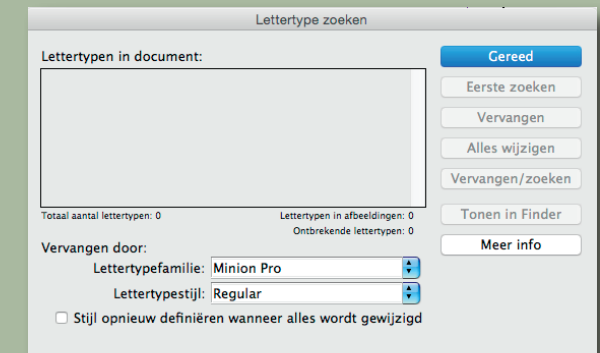 Lettertype zoeken
Lettertypen in document:
Gereed
Eerste zoeken
Vervangen
Alles wijzigen
Vervangen/zoeken
Tonen in Finder
Meer info
Totaal aantal lettertypen: 0
Lettertypen in afbeeldingen: 0
Ontbrekende lettertypen: 0
Vervangen door:
Lettertypefamilie: Minion Pro
Lettertypestijl: Regular
Stijl opnieuw definiëren wanneer alles wordt gewijzigd